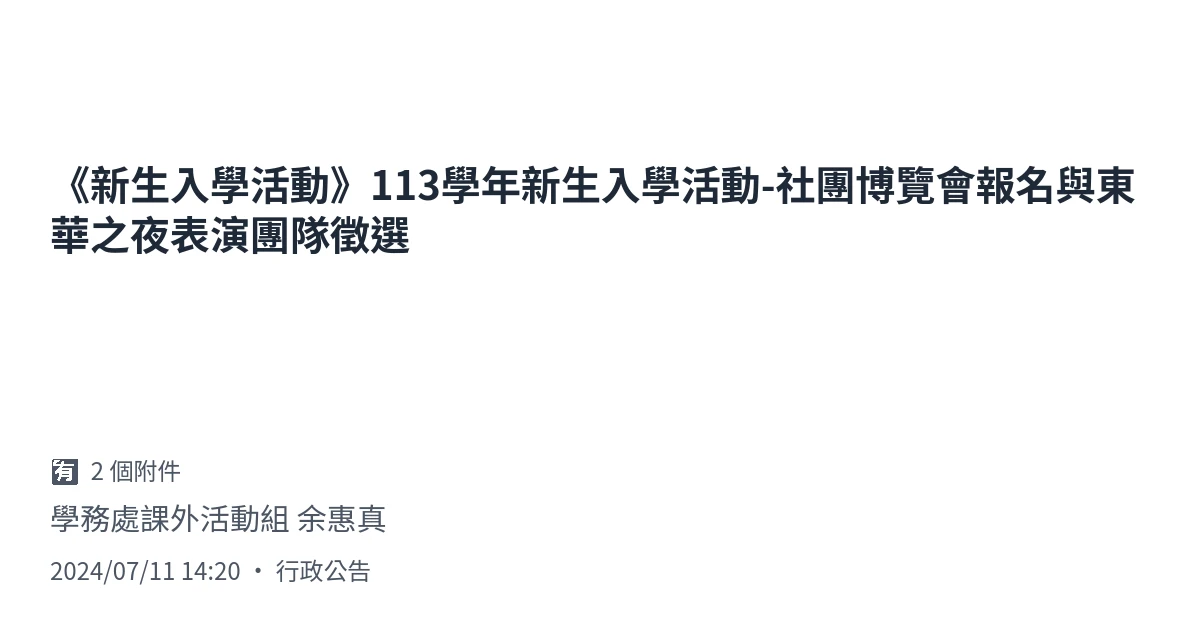 《新生入學活動》113學年新生入學活動-社團博覽會報名與東
華之夜表演團隊徵選
🈶 2 個附件
學務處課外活動組 余惠真
2024/07/11 14:20 · 行政公告